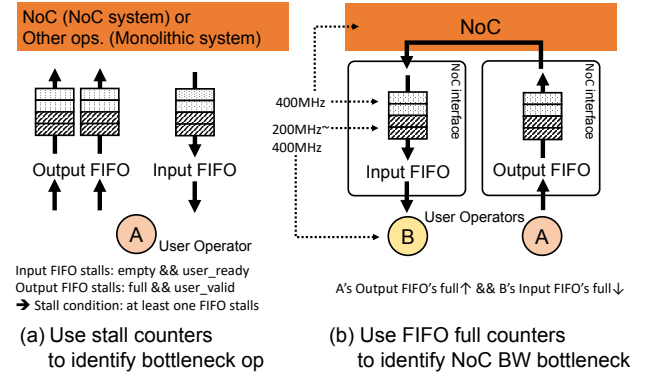 NoC (NoC system) or
Other ops. (Monolithic system)
Output FIFO
Input FIFO
A
User Operator
Input FIFO stalls: empty && user_ready
Output FIFO stalls: full && user_valid
➔ Stall condition: at least one FIFO stalls
(a) Use stall counters
to identify bottleneck op
NoC
NoC interface
NoC interface
400MHz
200MHz~
400MHz
Input FIFO
Output FIFO
User Operators
B
A
A's Output FIFO's full↑ && B's Input FIFO's full↓
(b) Use FIFO full counters
to identify NoC BW bottleneck